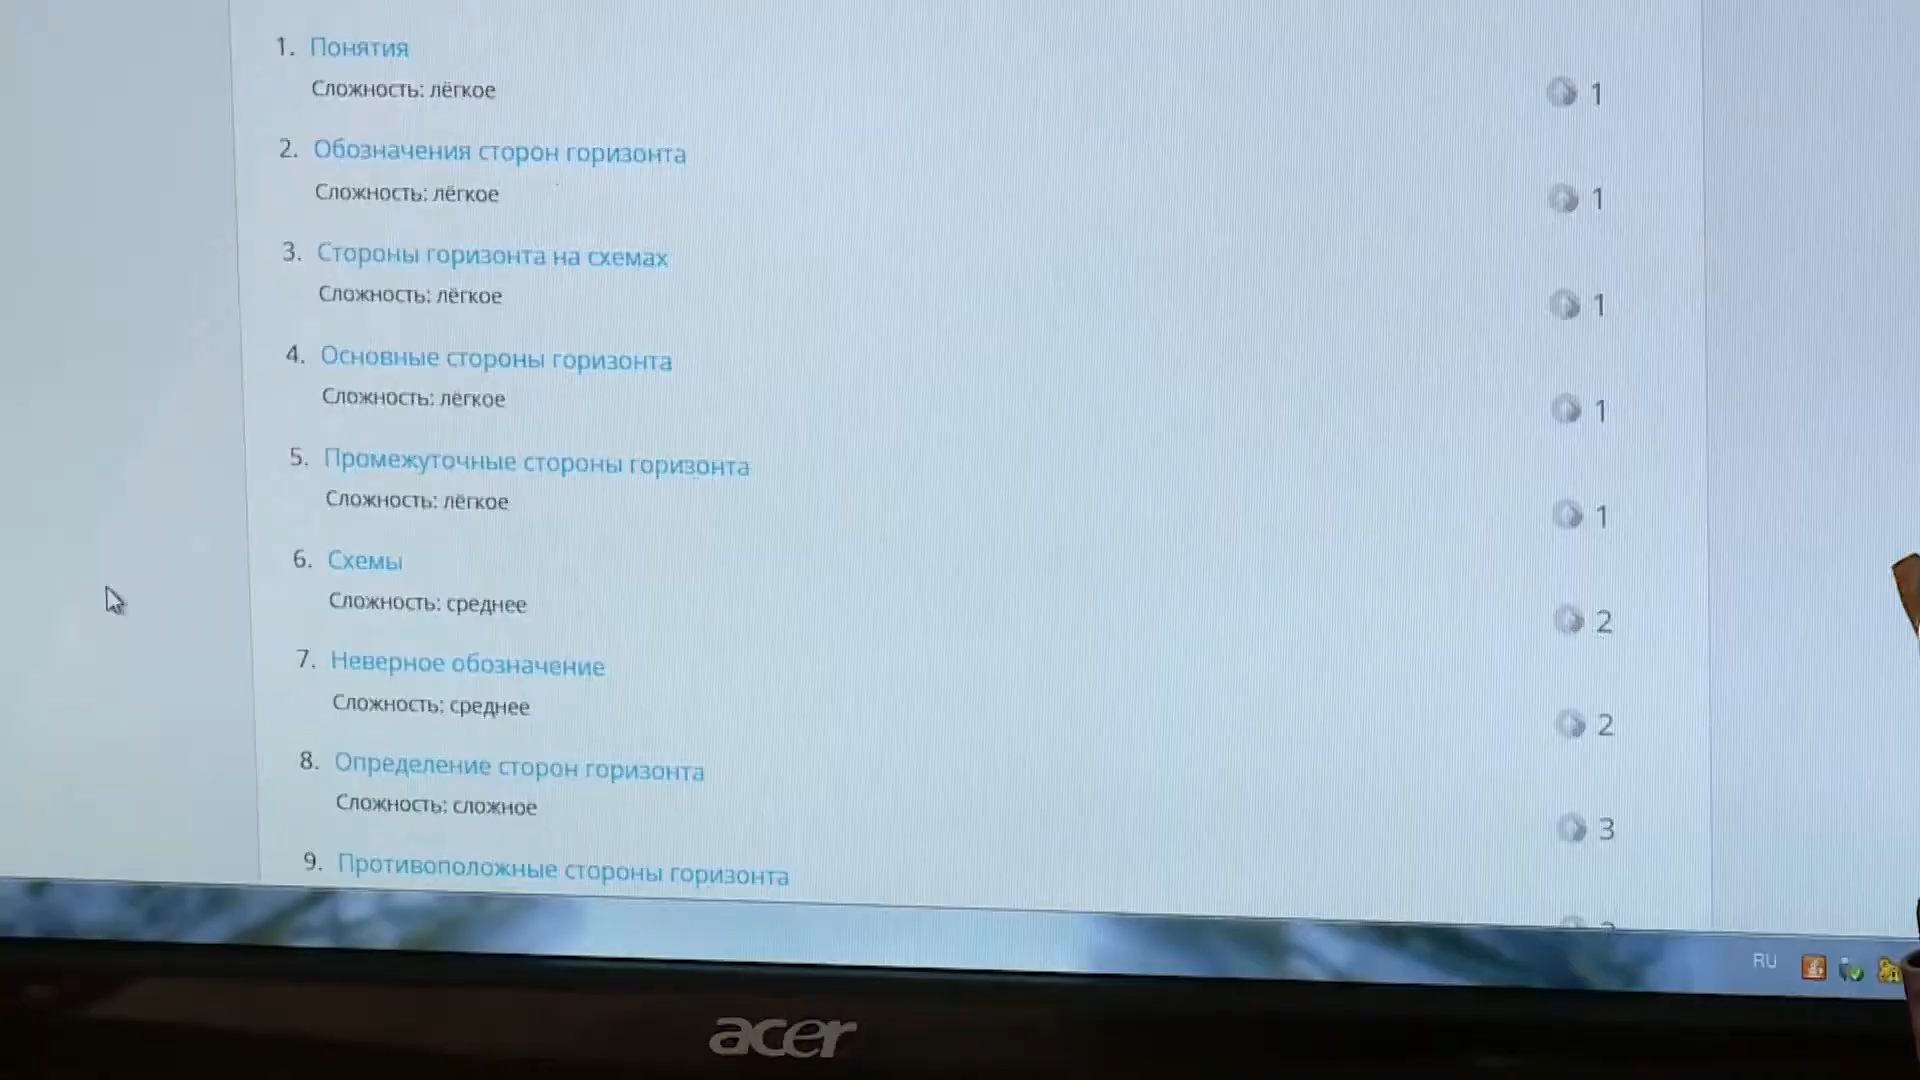 1. Понятия
Сложность: лёгкое
1
2. Обозначения сторон горизонта
Сложность: лёгкое
1
3. Стороны горизонта на схемах
Сложность: лёгкое
1
4. Основные стороны горизонта
Сложность: лёгкое
1
5. Промежуточные стороны горизонта
Сложность: лёгкое
1
6. Схемы
Сложность: среднее
2
7. Неверное обозначение
Сложность: среднее
2
8. Определение сторон горизонта
Сложность: сложное
3
9. Противоположные стороны горизонта
RU
acer